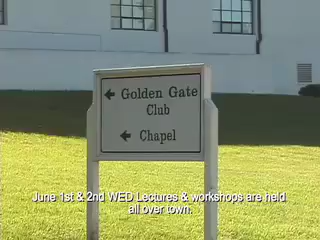 Golden Gate
Club
Chapel
June 1st & 2nd WED Lectures & workshops are held
all over town.